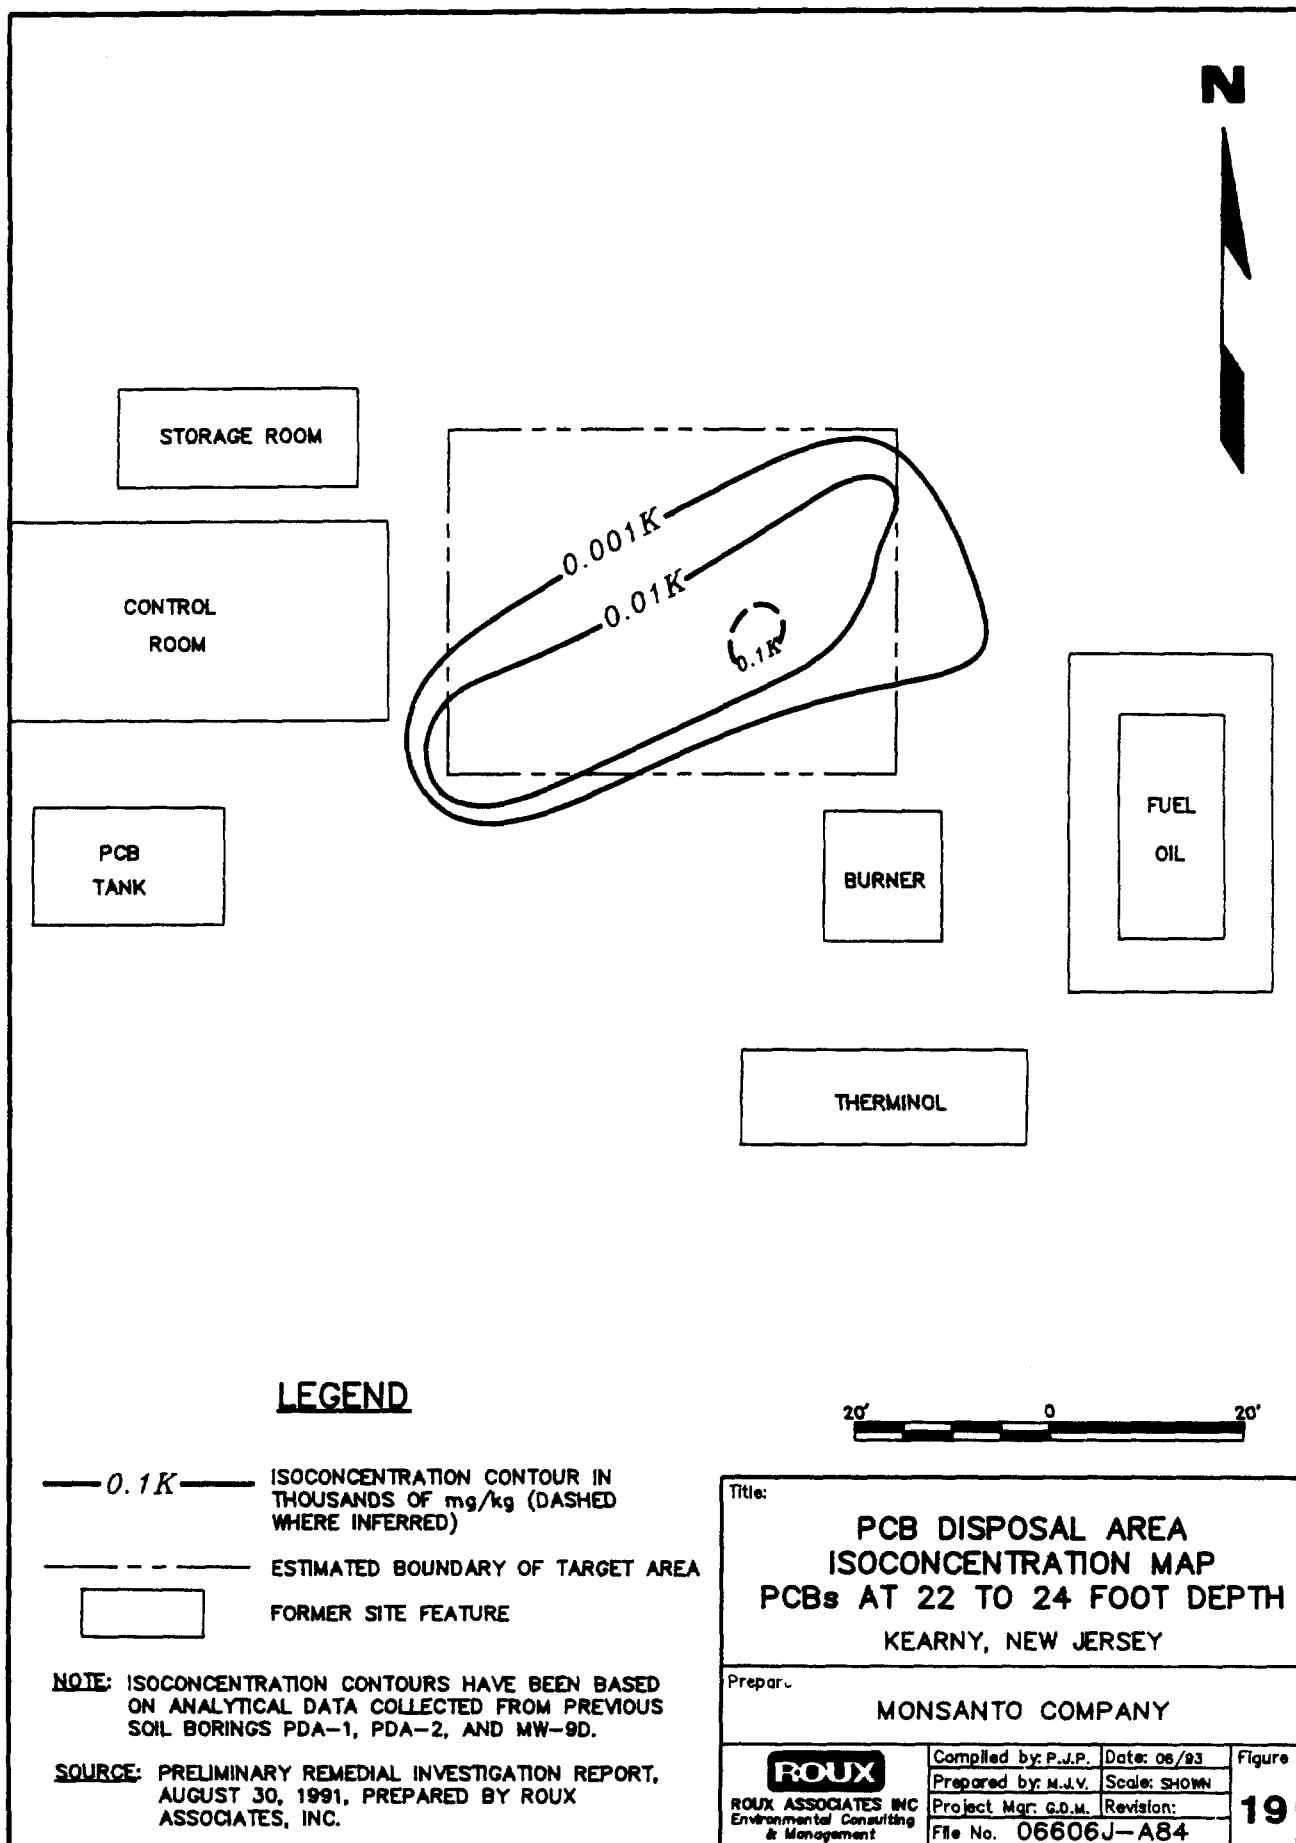 N
STORAGE ROOM
0.001K
0.01K
CONTROL
ROOM
0.1K
FUEL
OIL
PCB
TANK
BURNER
THERMINOL
LEGEND
20' 0 20'
0.1K
ISOCONCENTRATION CONTOUR IN
THOUSANDS OF mg/kg (DASHED
WHERE INFERRED)
ESTIMATED BOUNDARY OF TARGET AREA
FORMER SITE FEATURE
NOTE: ISOCONCENTRATION CONTOURS HAVE BEEN BASED
ON ANALYTICAL DATA COLLECTED FROM PREVIOUS
SOIL BORINGS PDA-1, PDA-2, AND MW-9D.
SOURCE: PRELIMINARY REMEDIAL INVESTIGATION REPORT,
AUGUST 30, 1991, PREPARED BY ROUX
ASSOCIATES, INC.
Title:
PCB DISPOSAL AREA
ISOCONCENTRATION MAP
PCBs AT 22 TO 24 FOOT DEPTH
KEARNY, NEW JERSEY
MONSANTO COMPANY
ROUX
ROUX ASSOCIATES INC
Environmental Consulting
& Management
Compiled by: P.J.P. Date: 06/93
Prepared by: M.J.V. Scale: SHOWN
Project Mgr: G.D.M. Revision:
File No. 06606J-A84
Figure
19